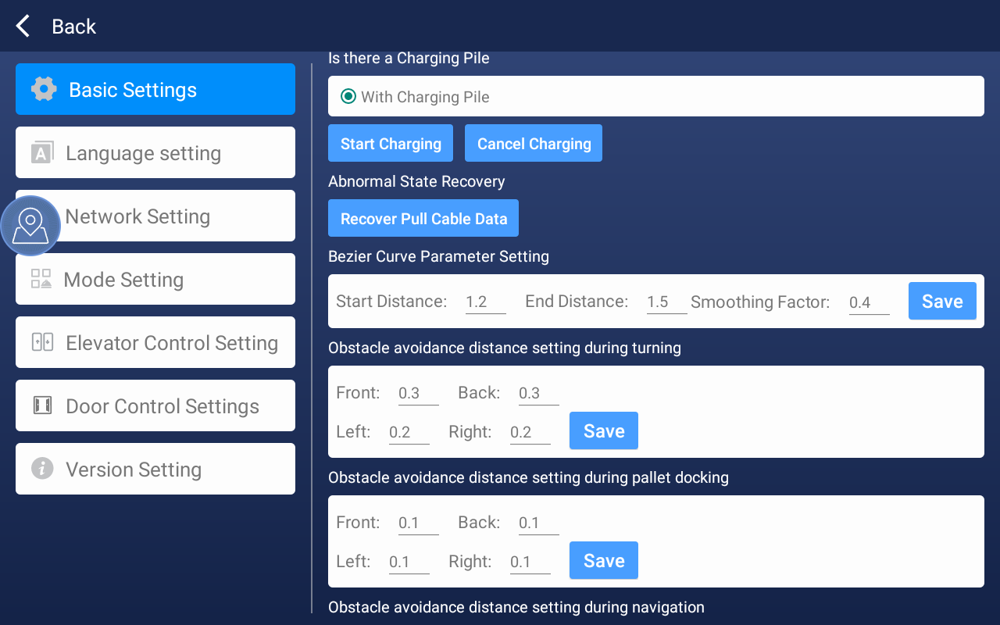 Back
Basic Settings
Language setting
Network Setting
Mode Setting
Elevator Control Setting
Door Control Settings
Version Setting
Is there a Charging Pile
With Charging Pile
Start Charging Cancel Charging
Abnormal State Recovery
Recover Pull Cable Data
Bezier Curve Parameter Setting
Start Distance: 1.2 End Distance: 1.5 Smoothing Factor: 0.4 Save
Obstacle avoidance distance setting during turning
Front: 0.3 Back: 0.3
Left: 0.2 Right: 0.2 Save
Obstacle avoidance distance setting during pallet docking
Front: 0.1 Back: 0.1
Left: 0.1 Right: 0.1 Save
Obstacle avoidance distance setting during navigation